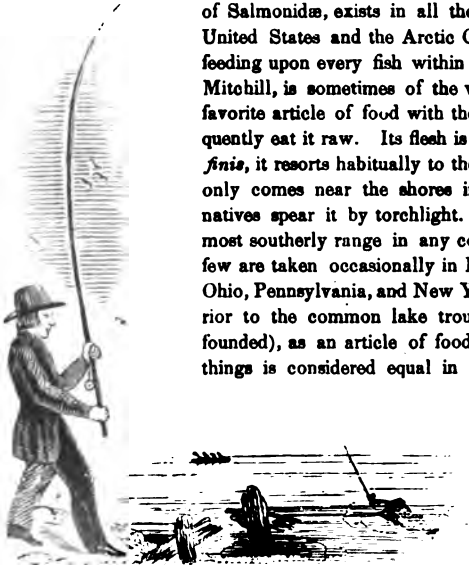 of Salmonidæ, exists in all the
United States and the Arctic
feeding upon every fish within
Mitchill, is sometimes of the
favorite article of food with the
quently eat it raw. Its flesh is
finis, it resorts habitually to the
only comes near the shores
natives spear it by torchlight.
most southerly range in any
few are taken occasionally in
Ohio, Pennsylvania, and New
rior to the common lake
founded), as an article of food
things is considered equal in